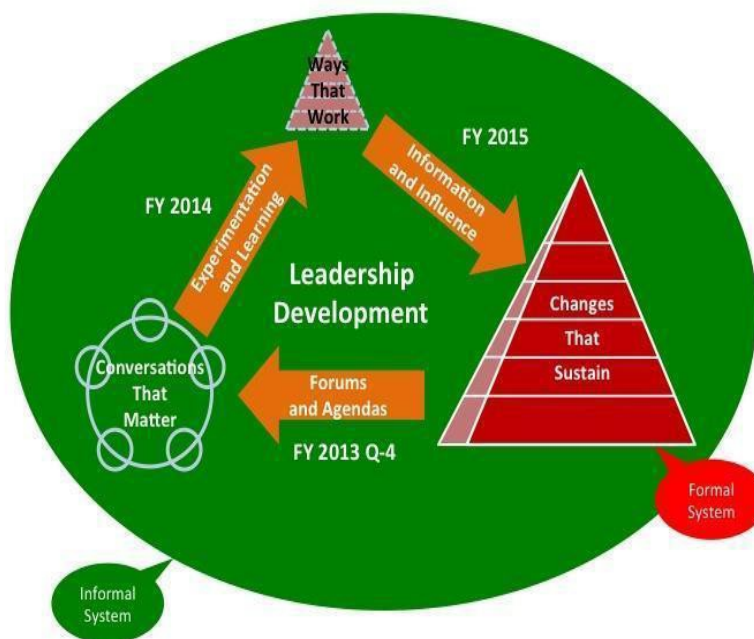 Ways
That
Work
FY 2015
Information
and Influence
FY 2014
Experimentation
and Learning
Leadership
Development
Changes
That
Sustain
Conversations
That
Matter
Forums
and Agendas
FY 2013 Q-4
Formal
System
Informal
System